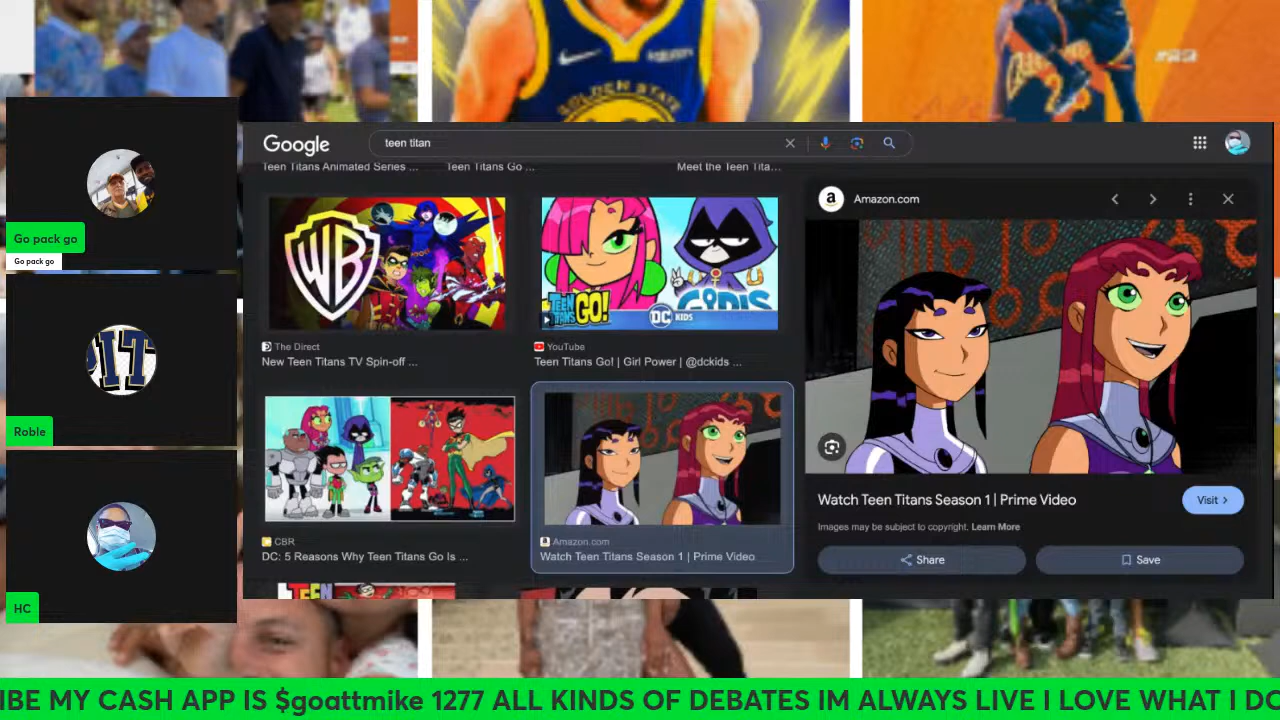 GOLDEN STATE
Google
teen titan
Teen Titans Animated Series ...
Teen Titans Go ...
Meet the Teen Tita...
a
Amazon.com
WB
TEEN TITANS GO!
DC KIDS
The Direct
New Teen Titans TV Spin-off ...
YouTube
Teen Titans Go! | Girl Power | @dckids ...
CBR
DC: 5 Reasons Why Teen Titans Go Is ...
Amazon.com
Watch Teen Titans Season 1 | Prime Video
Watch Teen Titans Season 1 | Prime Video
Visit
Images may be subject to copyright. Learn More
Share
Save
TEEN
Go pack go
Go pack go
IT
Roble
HC
IBE MY CASH APP IS $goattmike 1277 ALL KINDS OF DEBATES IM ALWAYS LIVE I LOVE WHAT I DO